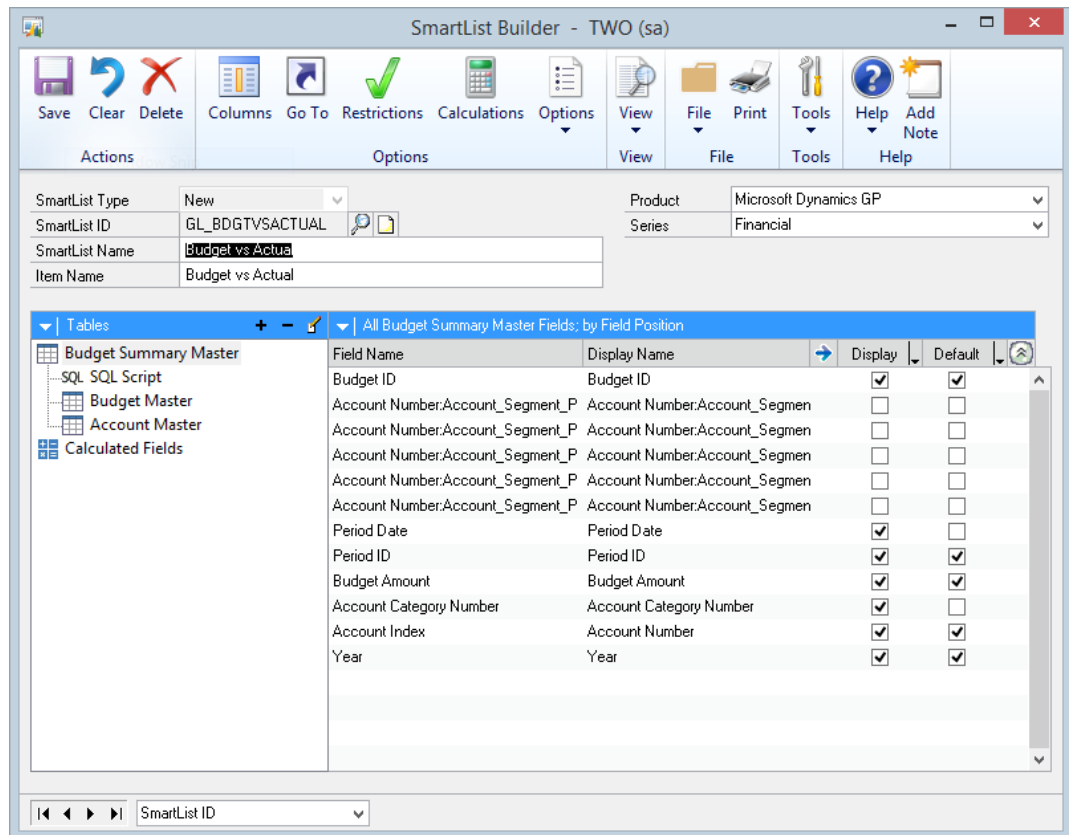 SmartList Builder - TWO (sa)
Save Clear Delete Columns Go To Restrictions Calculations Options View File Print Tools Help Add Note
Actions Options View File Tools Help
SmartList Type New Product Microsoft Dynamics GP
SmartList ID GL_BDGTVSACTUAL Series Financial
SmartList Name Budget vs Actual
Item Name Budget vs Actual
Tables All Budget Summary Master Fields; by Field Position
Budget Summary Master Field Name Display Name Display Default
SQL SQL Script Budget ID Budget ID
Budget Master Account Number:Account_Segment_P Account Number:Account_Segmen
Account Master Account Number:Account_Segment_P Account Number:Account_Segmen
Calculated Fields Account Number:Account_Segment_P Account Number:Account_Segmen
Account Number:Account_Segment_P Account Number:Account_Segmen
Account Number:Account_Segment_P Account Number:Account_Segmen
Period Date Period Date
Period ID Period ID
Budget Amount Budget Amount
Account Category Number Account Category Number
Account Index Account Number
Year Year
SmartList ID